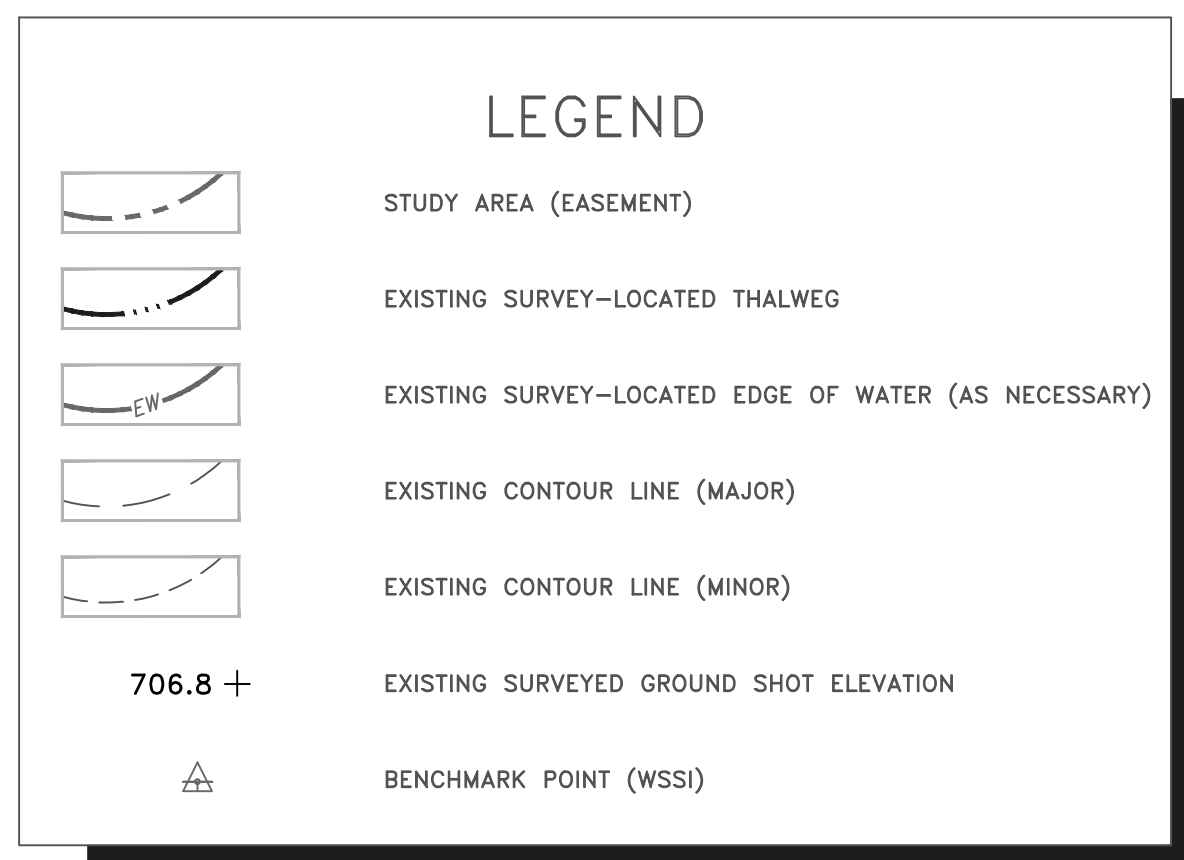 LEGEND
STUDY AREA (EASEMENT)
EXISTING SURVEY-LOCATED THALWEG
EW EXISTING SURVEY-LOCATED EDGE OF WATER (AS NECESSARY)
EXISTING CONTOUR LINE (MAJOR)
EXISTING CONTOUR LINE (MINOR)
706.8 EXISTING SURVEYED GROUND SHOT ELEVATION
BENCHMARK POINT (WSSI)